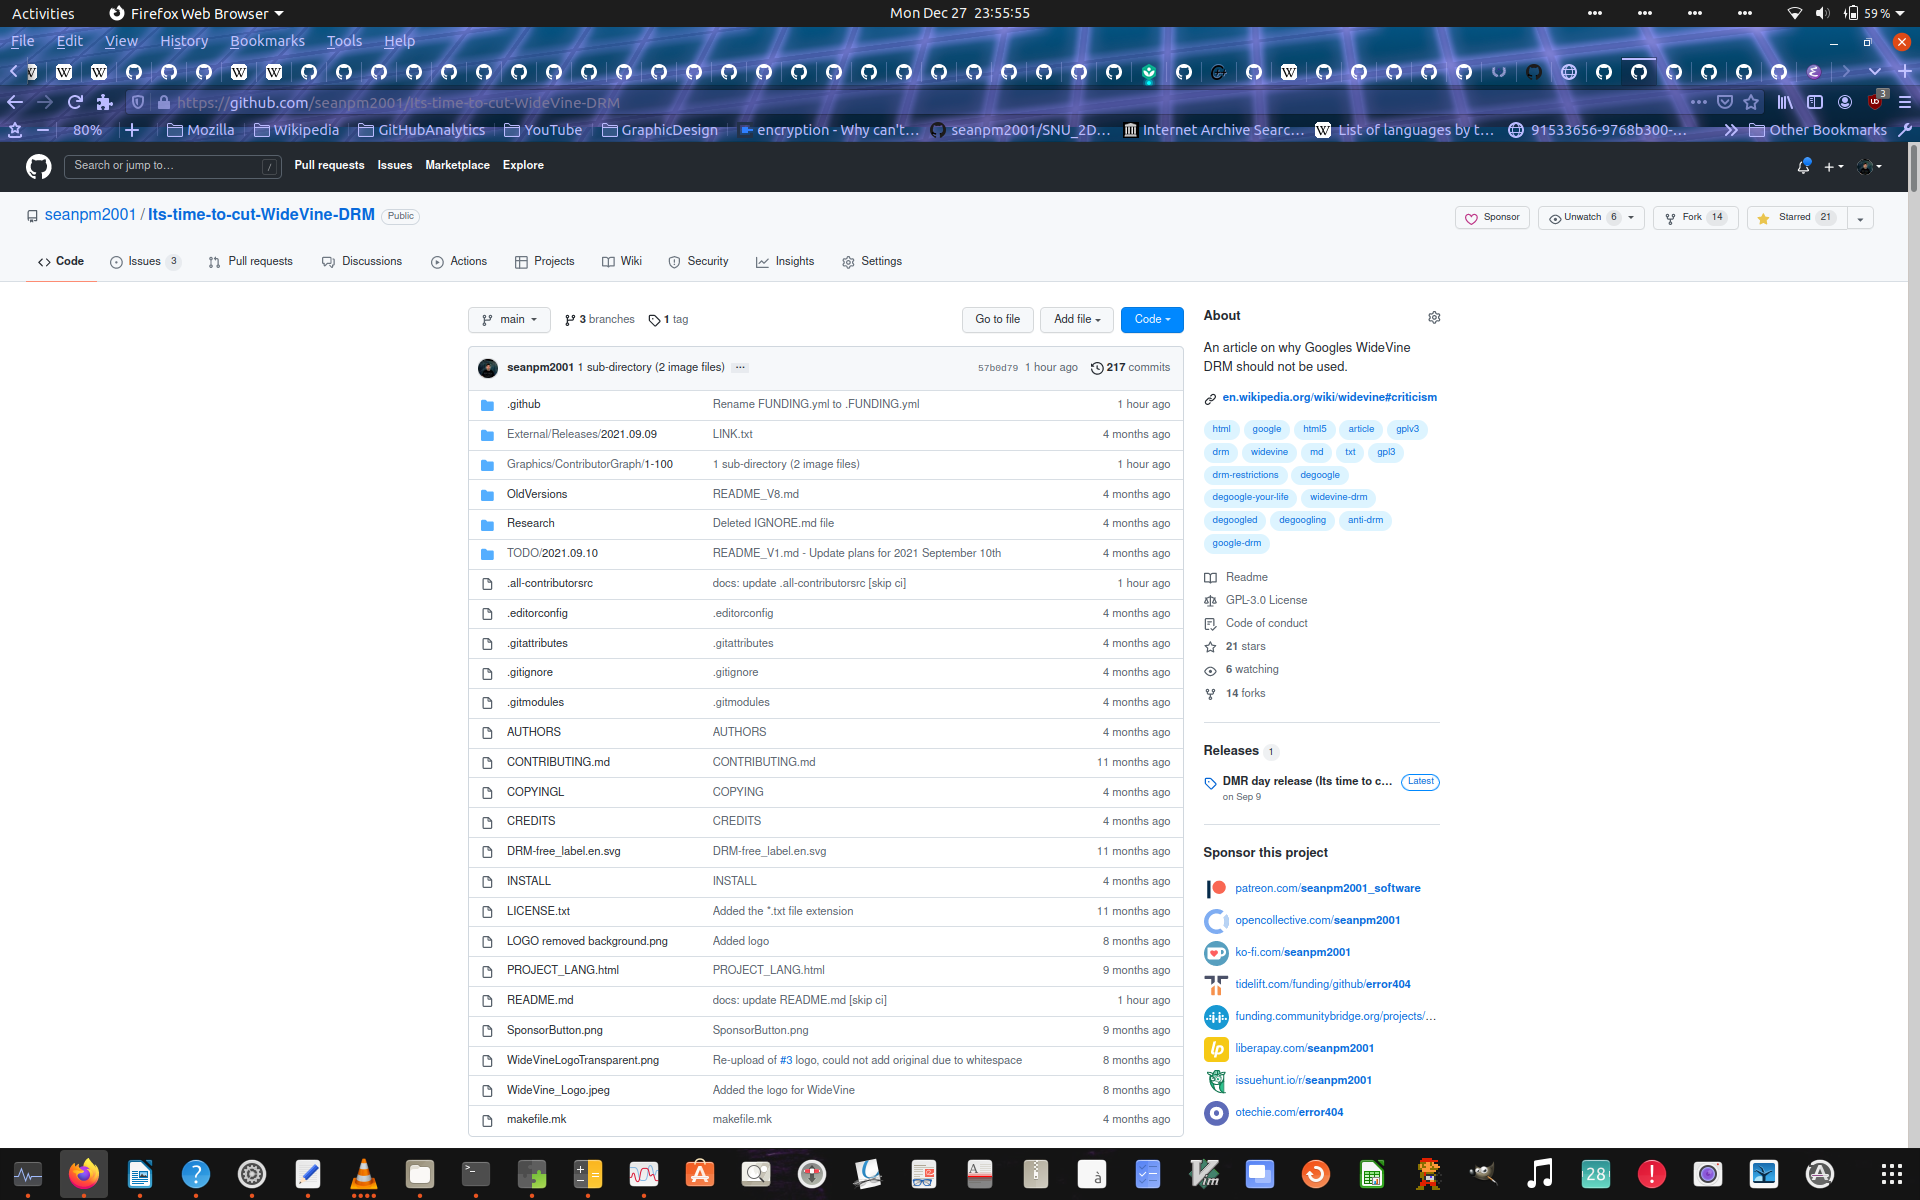 Activities Firefox Web Browser Mon Dec 27 23:55:55 59 %
File Edit View History Bookmarks Tools Help
https://github.com/seanpm2001/Its-time-to-cut-WideVine-DRM 3
80% Mozilla Wikipedia GitHubAnalytics YouTube GraphicDesign encryption - Why can't... seanpm2001/SNU_2D... Internet Archive Searc... List of languages by t... 91533656-9768b300-... Other Bookmarks
Search or jump to... / Pull requests Issues Marketplace Explore
seanpm2001 / Its-time-to-cut-WideVine-DRM Public Sponsor Unwatch 6 Fork 14 Starred 21
Code Issues 3 Pull requests Discussions Actions Projects Wiki Security Insights Settings
main 3 branches 1 tag Go to file Add file Code
seanpm2001 1 sub-directory (2 image files) ... 57b0d79 1 hour ago 217 commits
.github Rename FUNDING.yml to .FUNDING.yml 1 hour ago
External/Releases/2021.09.09 LINK.txt 4 months ago
Graphics/ContributorGraph/1-100 1 sub-directory (2 image files) 1 hour ago
OldVersions README_V8.md 4 months ago
Research Deleted IGNORE.md file 4 months ago
TODO/2021.09.10 README_V1.md - Update plans for 2021 September 10th 4 months ago
.all-contributorsrc docs: update .all-contributorsrc [skip ci] 1 hour ago
.editorconfig .editorconfig 4 months ago
.gitattributes .gitattributes 4 months ago
.gitignore .gitignore 4 months ago
.gitmodules .gitmodules 4 months ago
AUTHORS AUTHORS 4 months ago
CONTRIBUTING.md CONTRIBUTING.md 11 months ago
COPYINGL COPYING 4 months ago
CREDITS CREDITS 4 months ago
DRM-free_label.en.svg DRM-free_label.en.svg 11 months ago
INSTALL INSTALL 4 months ago
LICENSE.txt Added the *.txt file extension 11 months ago
LOGO removed background.png Added logo 8 months ago
PROJECT_LANG.html PROJECT_LANG.html 9 months ago
README.md docs: update README.md [skip ci] 1 hour ago
SponsorButton.png SponsorButton.png 9 months ago
WideVineLogoTransparent.png Re-upload of #3 logo, could not add original due to whitespace 8 months ago
WideVine_Logo.jpeg Added the logo for WideVine 8 months ago
makefile.mk makefile.mk 4 months ago
About
An article on why Googles WideVine
DRM should not be used.
en.wikipedia.org/wiki/widevine#criticism
html google html5 article gplv3
drm widevine md txt gpl3
drm-restrictions degoogle
degoogle-your-life widevine-drm
degoogled degoogling anti-drm
google-drm
Readme
GPL-3.0 License
Code of conduct
21 stars
6 watching
14 forks
Releases 1
DMR day release (Its time to c... Latest
on Sep 9
Sponsor this project
patreon.com/seanpm2001_software
opencollective.com/seanpm2001
ko-fi.com/seanpm2001
tidelift.com/funding/github/error404
funding.communitybridge.org/projects/...
liberapay.com/seanpm2001
issuehunt.io/r/seanpm2001
otechie.com/error404
28